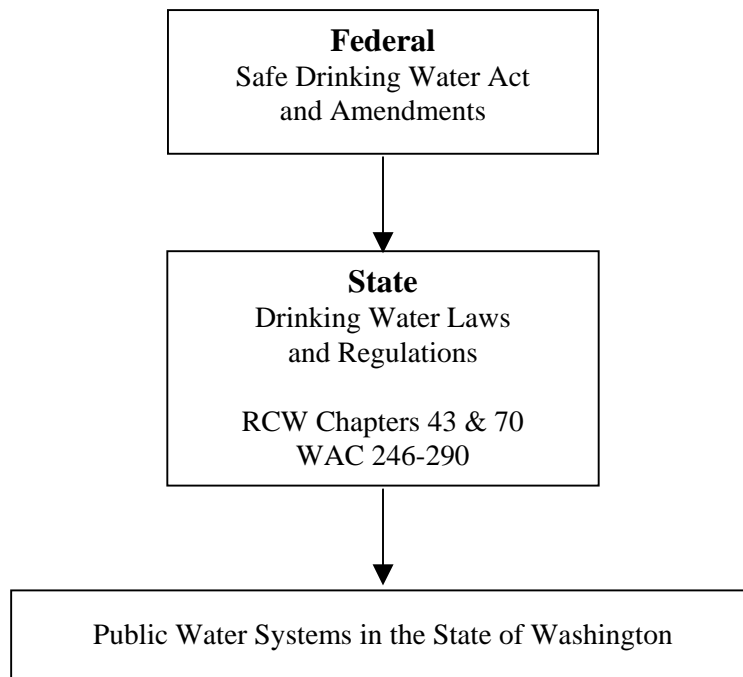 Federal
Safe Drinking Water Act
and Amendments
State
Drinking Water Laws
and Regulations
RCW Chapters 43 & 70
WAC 246-290
Public Water Systems in the State of Washington